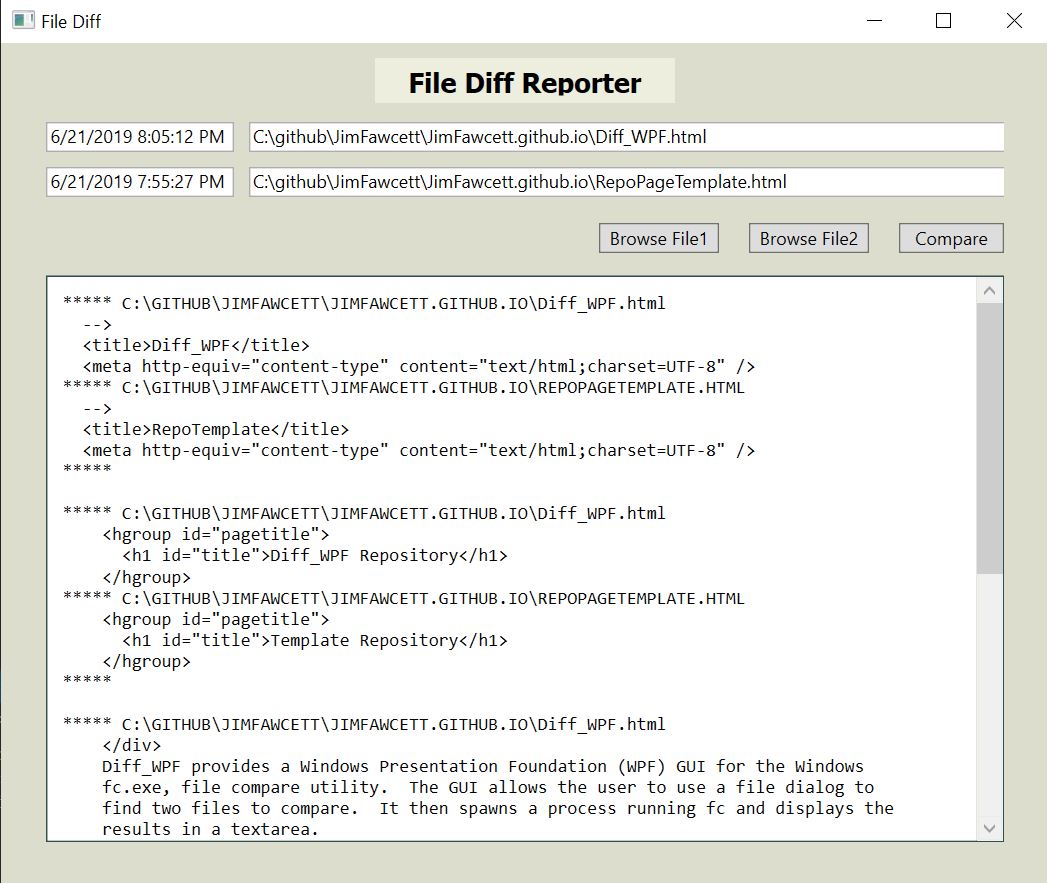 File Diff
File Diff Reporter
6/21/2019 8:05:12 PM C:\github\JimFawcett\JimFawcett.github.io\Diff_WPF.html
6/21/2019 7:55:27 PM C:\github\JimFawcett\JimFawcett.github.io\RepoPageTemplate.html
Browse File1 Browse File2 Compare
***** C:\GITHUB\JIMFAWCETT\JIMFAWCETT.GITHUB.IO\Diff_WPF.html
  -->
  <title>Diff_WPF</title>
  <meta http-equiv="content-type" content="text/html;charset=UTF-8" />
***** C:\GITHUB\JIMFAWCETT\JIMFAWCETT.GITHUB.IO\REPOPAGETEMPLATE.HTML
  -->
  <title>RepoTemplate</title>
  <meta http-equiv="content-type" content="text/html;charset=UTF-8" />
*****

***** C:\GITHUB\JIMFAWCETT\JIMFAWCETT.GITHUB.IO\Diff_WPF.html
    <hgroup id="pagetitle">
      <h1 id="title">Diff_WPF Repository</h1>
    </hgroup>
***** C:\GITHUB\JIMFAWCETT\JIMFAWCETT.GITHUB.IO\REPOPAGETEMPLATE.HTML
    <hgroup id="pagetitle">
      <h1 id="title">Template Repository</h1>
    </hgroup>
*****

***** C:\GITHUB\JIMFAWCETT\JIMFAWCETT.GITHUB.IO\Diff_WPF.html
    </div>
    Diff_WPF provides a Windows Presentation Foundation (WPF) GUI for the Windows
    fc.exe, file compare utility.  The GUI allows the user to use a file dialog to
    find two files to compare.  It then spawns a process running fc and displays the
    results in a textarea.